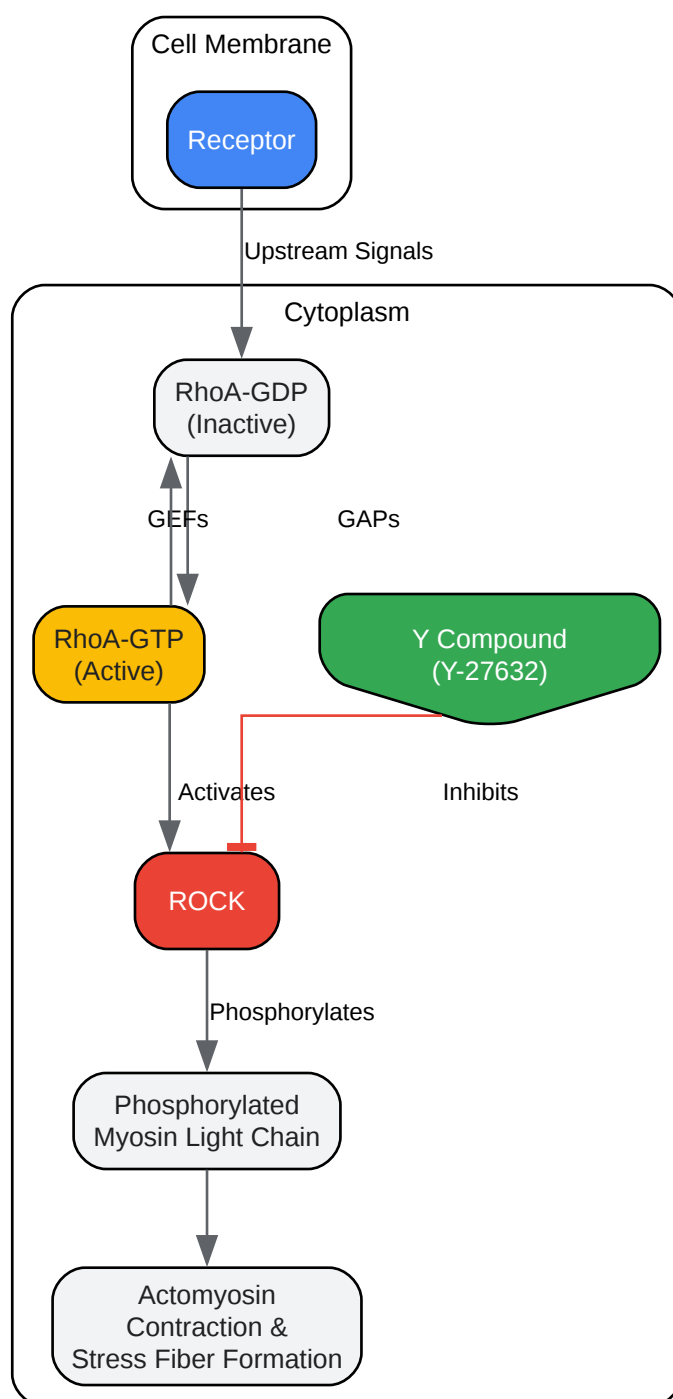 Cell Membrane
Receptor
Upstream Signals
Cytoplasm
RhoA-GDP
(Inactive)
GEFs
GAPs
RhoA-GTP
(Active)
Y Compound
(Y-27632)
Activates
Inhibits
ROCK
Phosphorylates
Phosphorylated
Myosin Light Chain
Actomyosin
Contraction &
Stress Fiber Formation